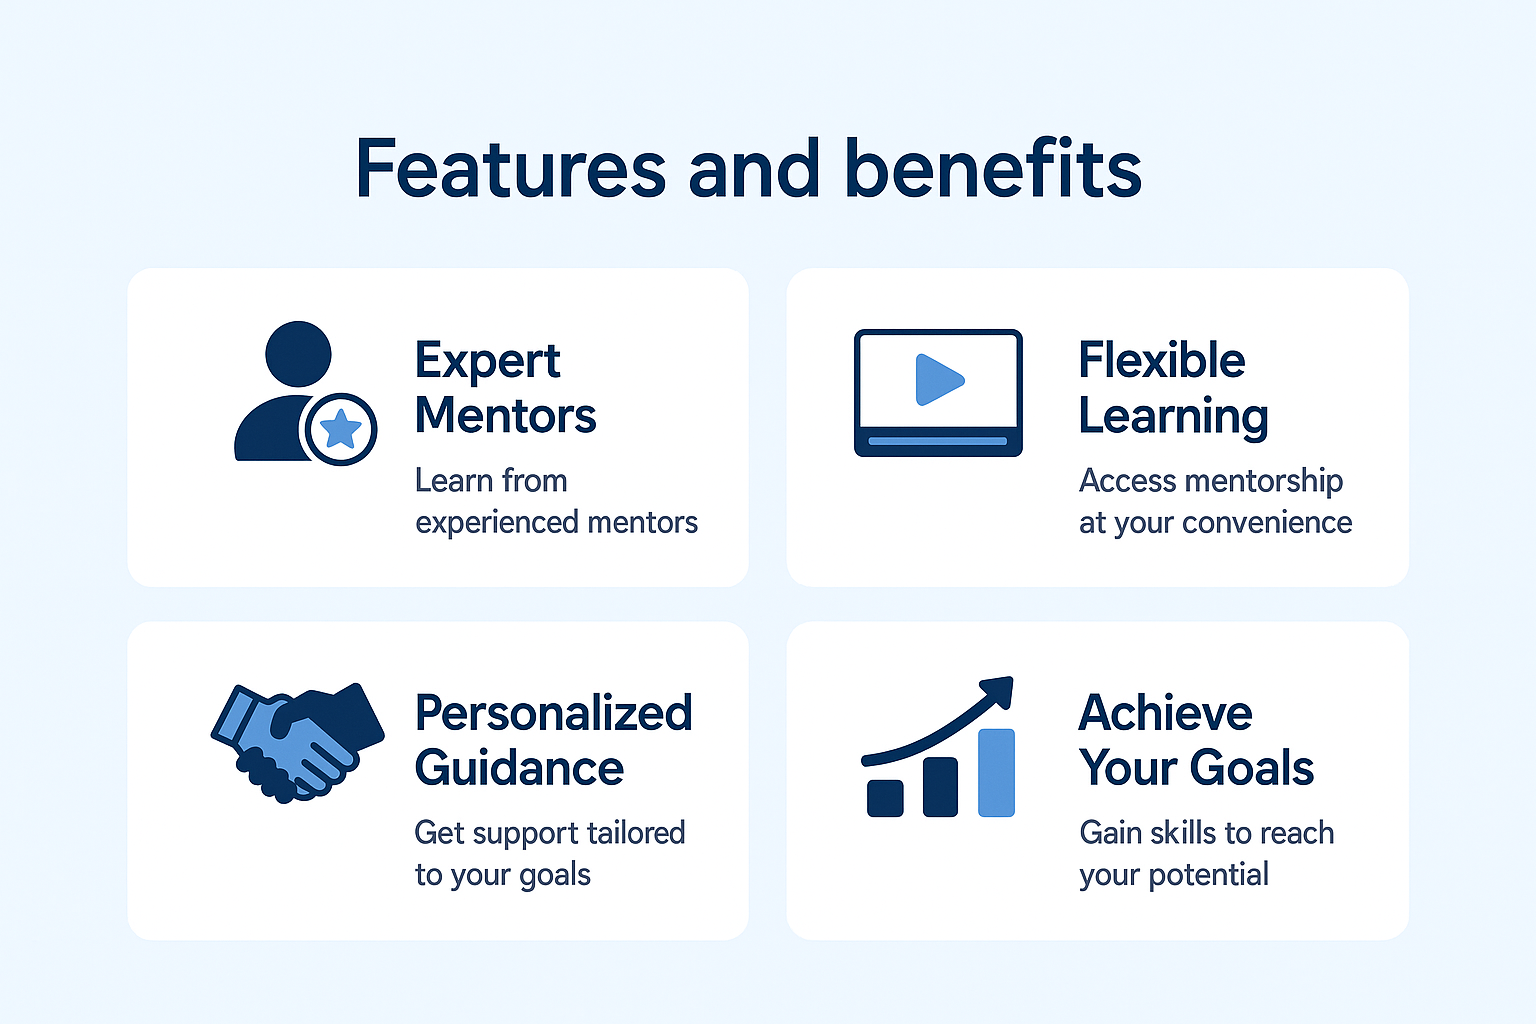 Features and benefits
Expert
Mentors
Learn from
experienced mentors
Flexible
Learning
Access mentorship
at your convenience
Personalized
Guidance
Get support tailored
to your goals
Achieve
Your Goals
Gain skills to reach
your potential